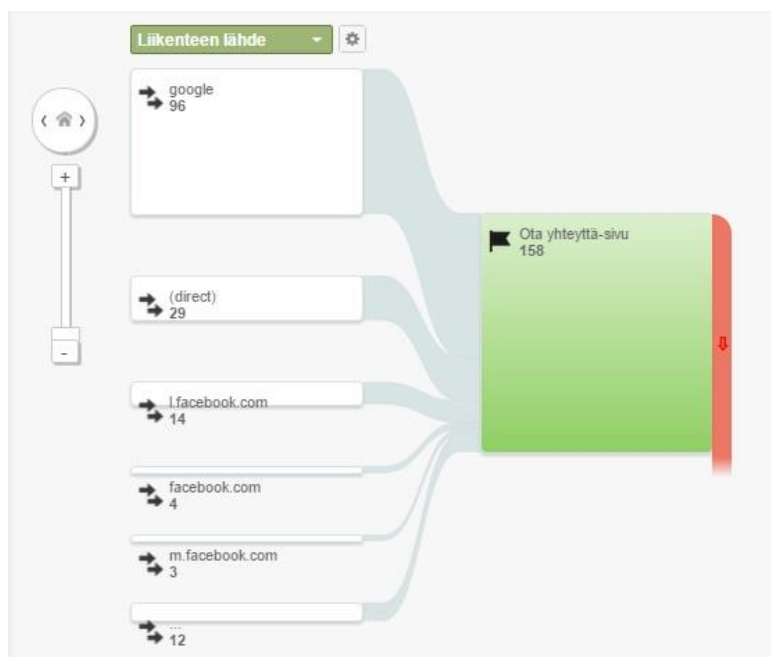 Liikenteen lähde
google
96
Ota yhteyttä-sivu
158
(direct)
29
l.facebook.com
14
facebook.com
4
m.facebook.com
3
...
12
+
-